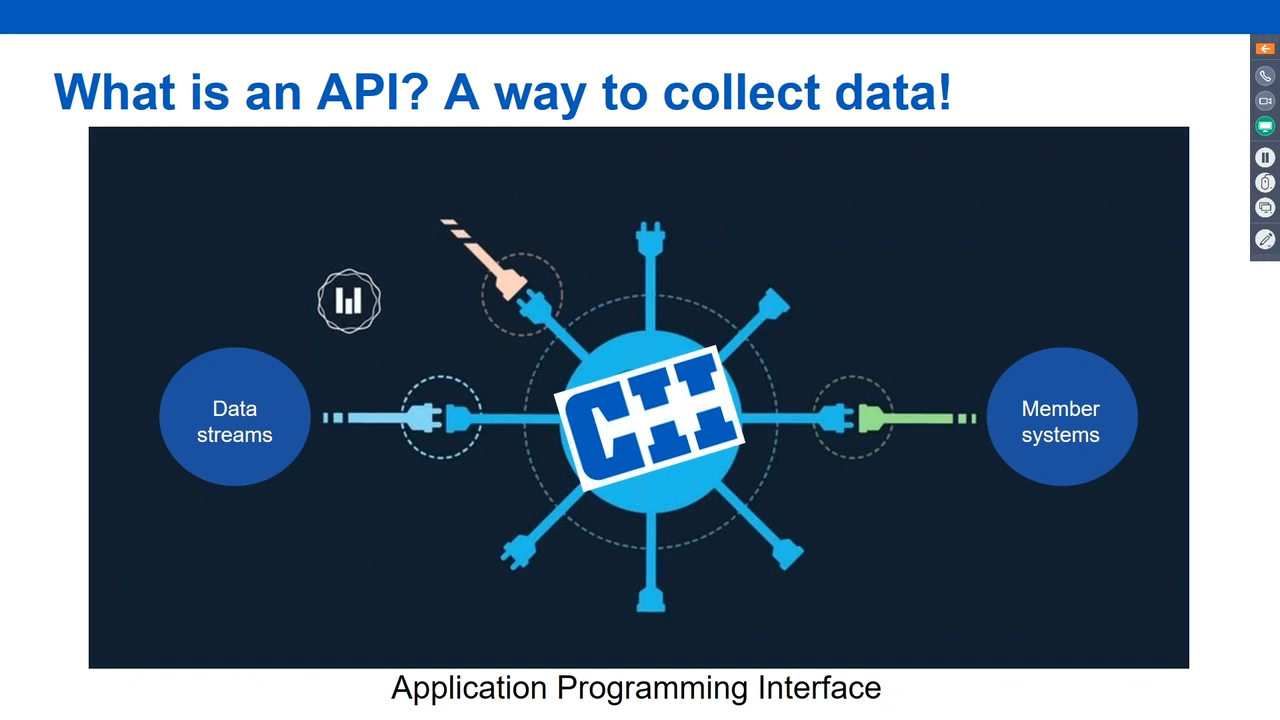 What is an API? A way to collect data!
Data
streams
CII
Member
systems
Application Programming Interface